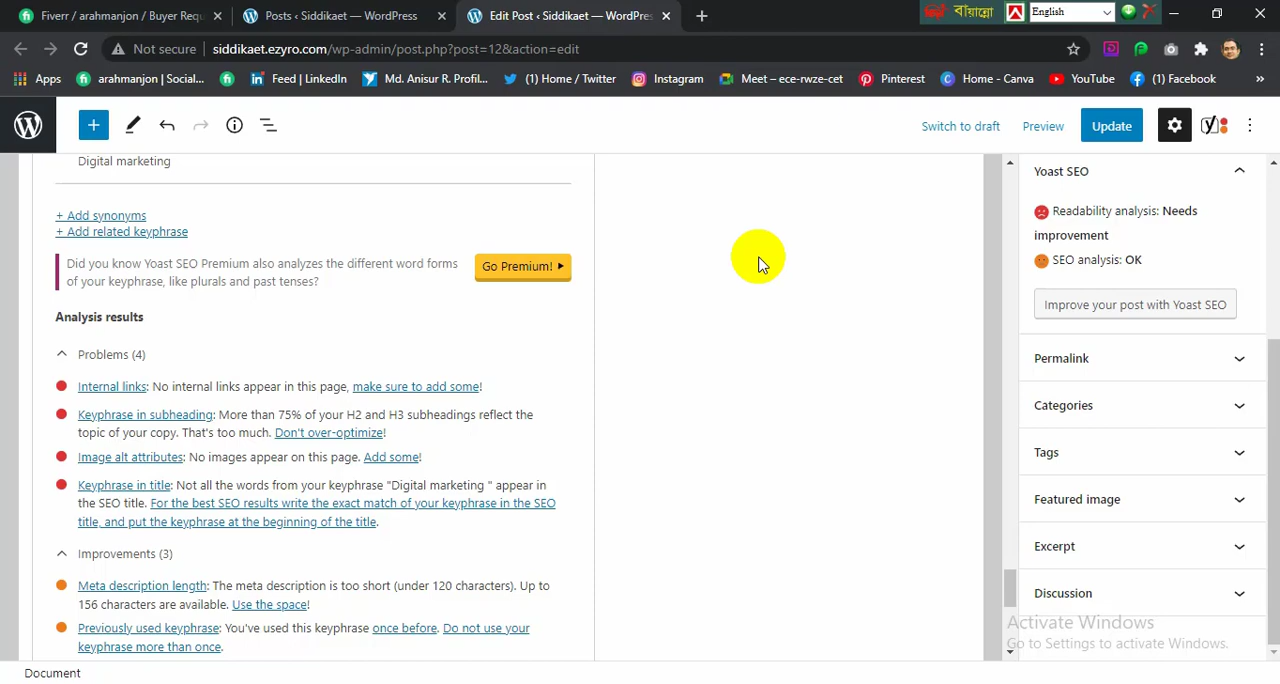 Fiverr / arahmanjon / Buyer Requ
Posts ‹ Siddikaet — WordPress
Edit Post ‹ Siddikaet — WordPres
বাংলা
English
Not secure
siddikaet.ezyro.com/wp-admin/post.php?post=12&action=edit
Apps
arahmanjon | Social...
Feed | LinkedIn
Md. Anisur R. Profil...
(1) Home / Twitter
Instagram
Meet – ece-rwze-cet
Pinterest
Home - Canva
YouTube
(1) Facebook
»
Switch to draft
Preview
Update
Digital marketing
+ Add synonyms
+ Add related keyphrase
Did you know Yoast SEO Premium also analyzes the different word forms
of your keyphrase, like plurals and past tenses?
Go Premium!
Analysis results
Problems (4)
Internal links: No internal links appear in this page, make sure to add some!
Keyphrase in subheading: More than 75% of your H2 and H3 subheadings reflect the
topic of your copy. That's too much. Don't over-optimize!
Image alt attributes: No images appear on this page. Add some!
Keyphrase in title: Not all the words from your keyphrase "Digital marketing " appear in
the SEO title. For the best SEO results write the exact match of your keyphrase in the SEO
title, and put the keyphrase at the beginning of the title.
Improvements (3)
Meta description length: The meta description is too short (under 120 characters). Up to
156 characters are available. Use the space!
Previously used keyphrase: You've used this keyphrase once before. Do not use your
keyphrase more than once.
Yoast SEO
Readability analysis: Needs
improvement
SEO analysis: OK
Improve your post with Yoast SEO
Permalink
Categories
Tags
Featured image
Excerpt
Discussion
Activate Windows
Go to Settings to activate Windows.
Document